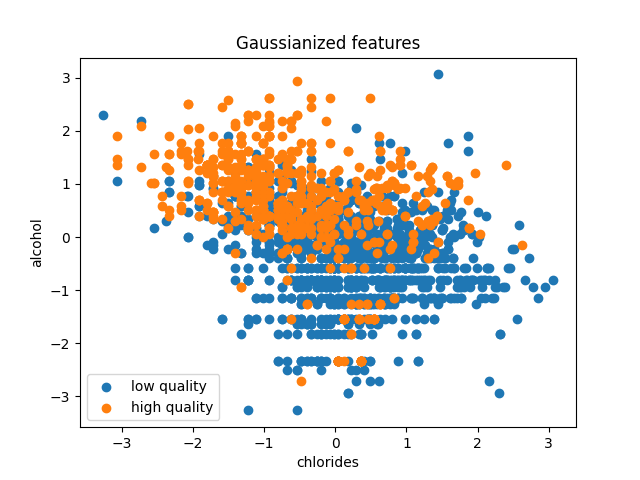 Gaussianized features
3
2
1
0
−1
−2
−3
alcohol
low quality
high quality
−3
−2
−1
0
1
2
3
chlorides